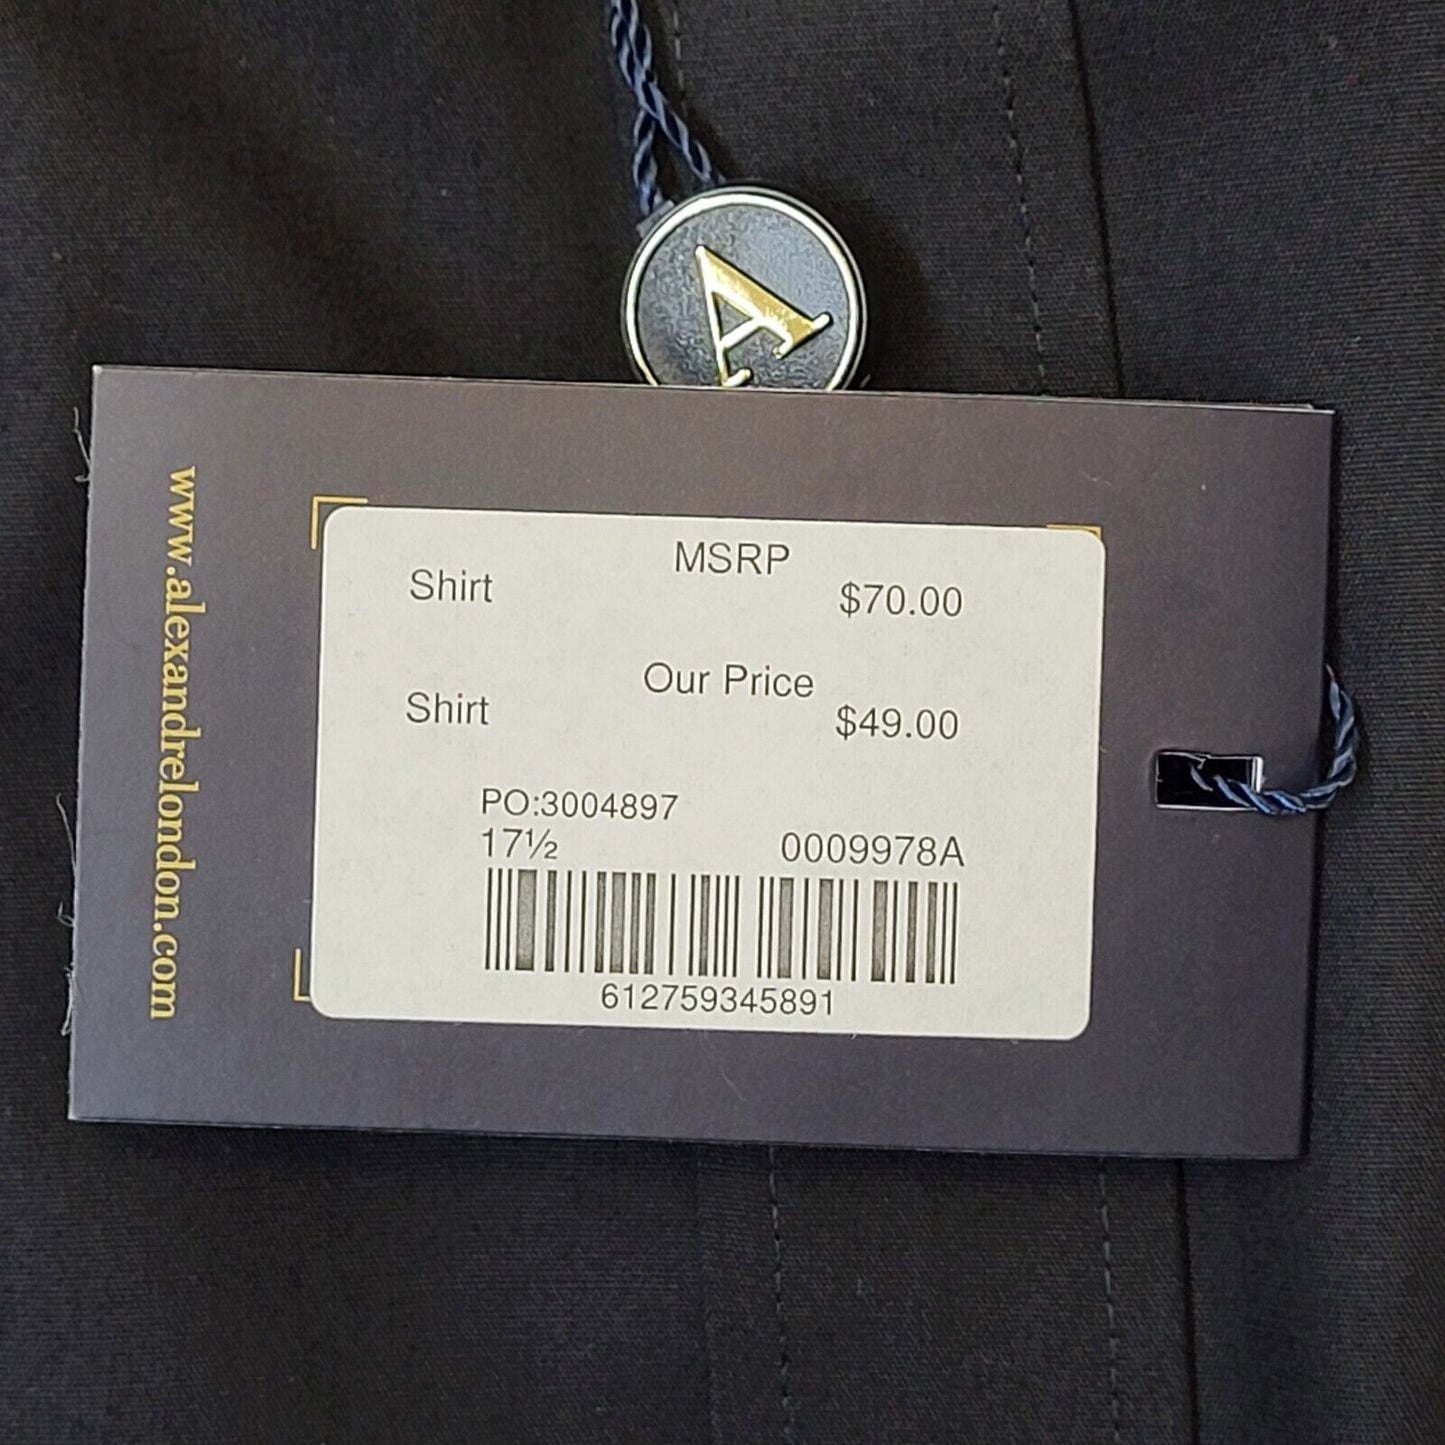 A
www.alexandrelondon.com
MSRP
Shirt $70.00
Our Price
Shirt $49.00
PO:3004897
17½ 0009978A
612759345891